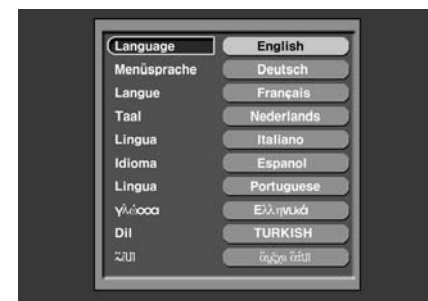 Language English
Menüsprache Deutsch
Langue Français
Taal Nederlands
Lingua Italiano
Idioma Espanol
Lingua Portuguese
γλώσσα Ελληνικά
Dil TURKISH